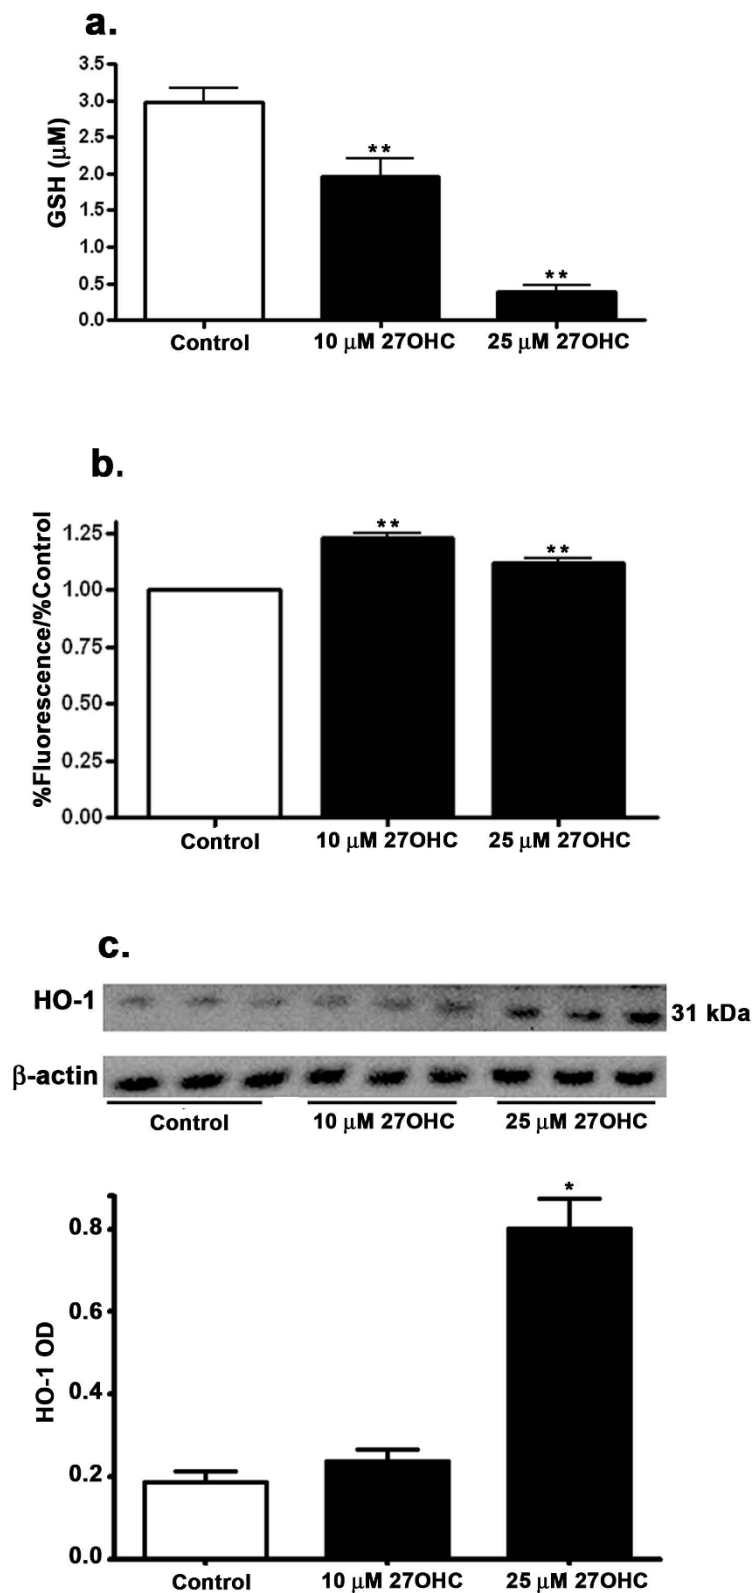 a.
GSH (μM)
3.5
3.0
2.5
2.0
1.5
1.0
0.5
0.0
**
**
Control
10 μM 27OHC
25 μM 27OHC
b.
%Fluorescence/%Control
1.25
1.00
0.75
0.50
0.25
0.00
**
**
Control
10 μM 27OHC
25 μM 27OHC
c.
HO-1
31 kDa
β-actin
Control
10 μM 27OHC
25 μM 27OHC
HO-1 OD
0.8
0.6
0.4
0.2
0.0
*
Control
10 μM 27OHC
25 μM 27OHC